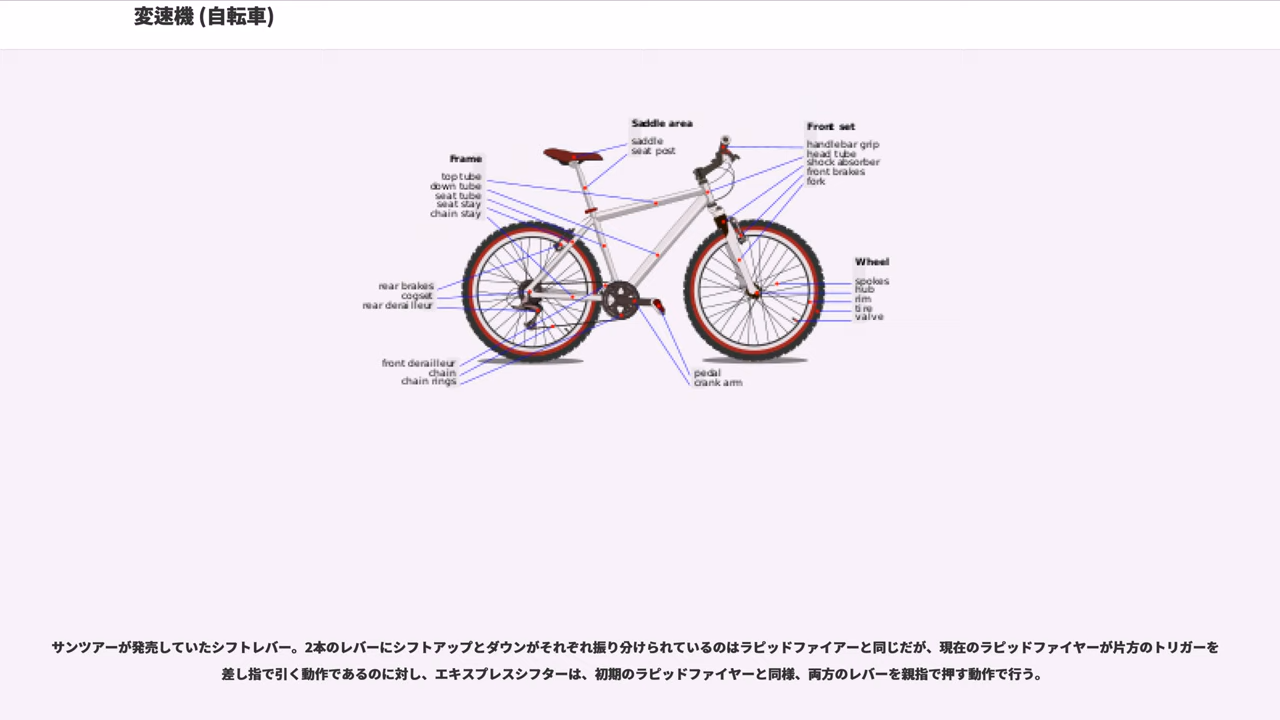 変速機 (自転車)
Saddle area
saddle
seat post
Front set
handlebar grip
head tube
shock absorber
front brakes
fork
Frame
top tube
down tube
seat tube
seat stay
chain stay
Wheel
spokes
hub
rim
tire
valve
rear brakes
cogset
rear derailleur
front derailleur
chain
chain rings
pedal
crank arm
サンツアーが発売していたシフトレバー。2本のレバーにシフトアップとダウンがそれぞれ振り分けられているのはラピッドファイアーと同じだが、現在のラピッドファイヤーが片方のトリガーを
差し指で引く動作であるのに対し、エキスプレスシフターは、初期のラピッドファイヤーと同様、両方のレバーを親指で押す動作で行う。